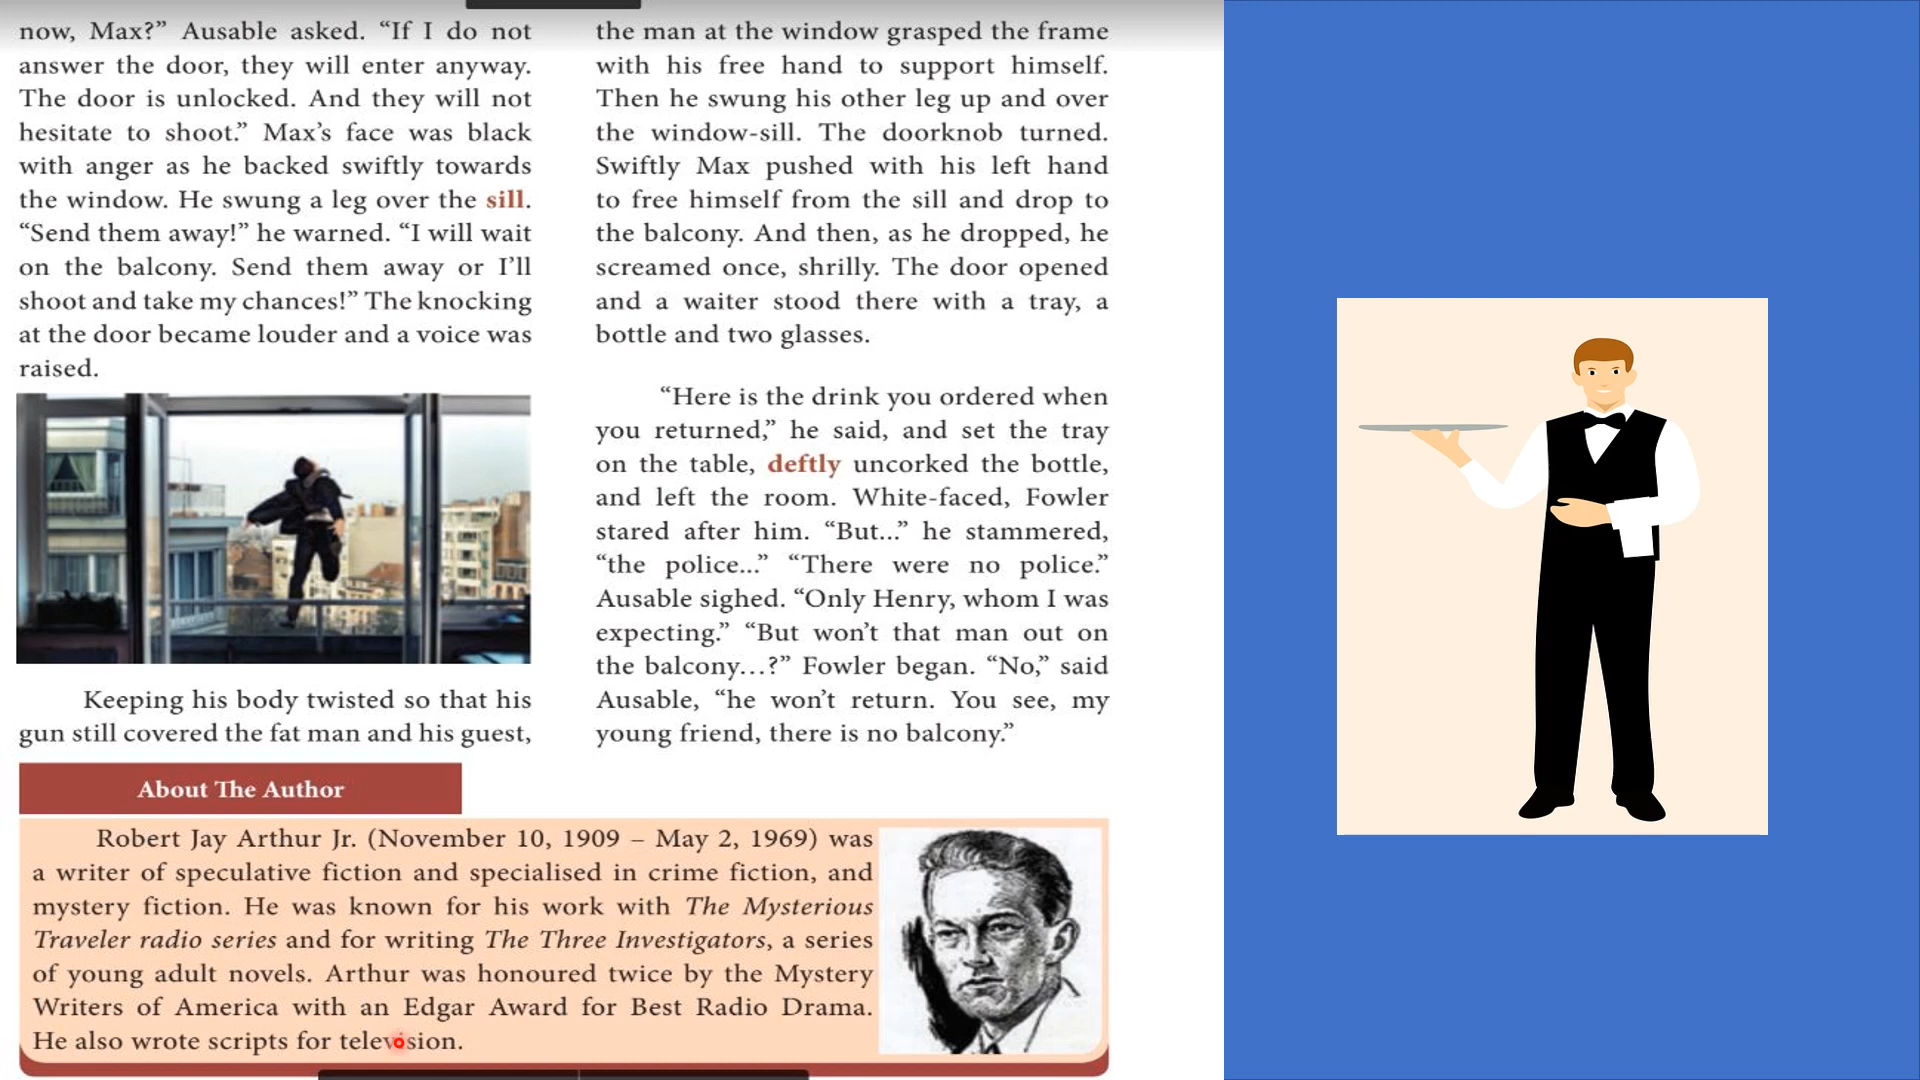 now, Max?” Ausable asked. “If I do not
answer the door, they will enter anyway.
The door is unlocked. And they will not
hesitate to shoot.” Max’s face was black
with anger as he backed swiftly towards
the window. He swung a leg over the sill.
“Send them away!” he warned. “I will wait
on the balcony. Send them away or I’ll
shoot and take my chances!” The knocking
at the door became louder and a voice was
raised.
Keeping his body twisted so that his
gun still covered the fat man and his guest,
the man at the window grasped the frame
with his free hand to support himself.
Then he swung his other leg up and over
the window-sill. The doorknob turned.
Swiftly Max pushed with his left hand
to free himself from the sill and drop to
the balcony. And then, as he dropped, he
screamed once, shrilly. The door opened
and a waiter stood there with a tray, a
bottle and two glasses.
“Here is the drink you ordered when
you returned,” he said, and set the tray
on the table, deftly uncorked the bottle,
and left the room. White-faced, Fowler
stared after him. “But...” he stammered,
“the police...” “There were no police.”
Ausable sighed. “Only Henry, whom I was
expecting.” “But won’t that man out on
the balcony…?” Fowler began. “No,” said
Ausable, “he won’t return. You see, my
young friend, there is no balcony.”
About The Author
Robert Jay Arthur Jr. (November 10, 1909 – May 2, 1969) was
a writer of speculative fiction and specialised in crime fiction, and
mystery fiction. He was known for his work with The Mysterious
Traveler radio series and for writing The Three Investigators, a series
of young adult novels. Arthur was honoured twice by the Mystery
Writers of America with an Edgar Award for Best Radio Drama.
He also wrote scripts for television.